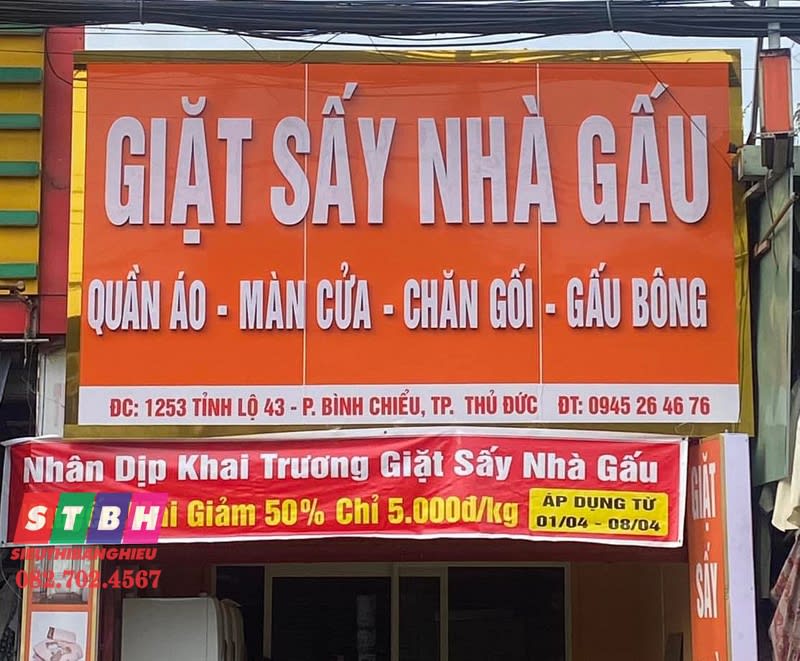 GIẶT SẤY NHÀ GẤU
QUẦN ÁO - MÀN CỬA - CHĂN GỐI - GẤU BÔNG
ĐC: 1253 TỈNH LỘ 43 - P. BÌNH CHIỂU, TP. THỦ ĐỨC ĐT: 0945 26 46 76
Nhân Dịp Khai Trương Giặt Sấy Nhà Gấu
Giảm 50% Chỉ 5.000đ/kg
ÁP DỤNG TỪ
01/04 - 08/04
STBH
SIEUTHIBANGHIEU
082.702.4567
GIẶT
SẤY